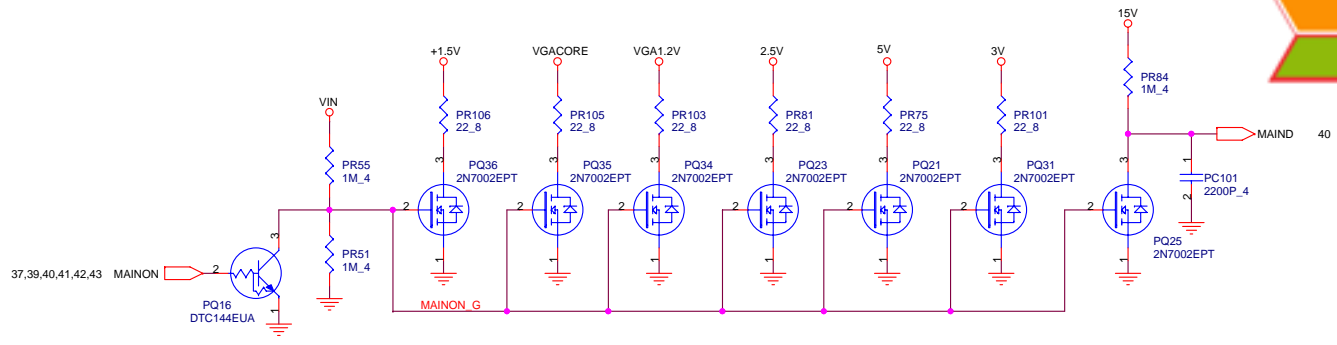 15V
+1.5V VGACORE VGA1.2V 2.5V 5V 3V
PR84
1M_4
VIN
PR106 PR105 PR103 PR81 PR75 PR101
22_8 22_8 22_8 22_8 22_8 22_8
MAIND 40
PR55
1M_4
3 3 3 3 3 3 3
PQ36 PQ35 PQ34 PQ23 PQ21 PQ31
2N7002EPT 2N7002EPT 2N7002EPT 2N7002EPT 2N7002EPT 2N7002EPT
1
PC101
2200P_4
2
2 2 2 2 2 2 2
3
PR51
1M_4
1 1 1 1 1 1 1
PQ25
2N7002EPT
37,39,40,41,42,43 MAINON 2
PQ16
DTC144EUA
1
MAINON_G